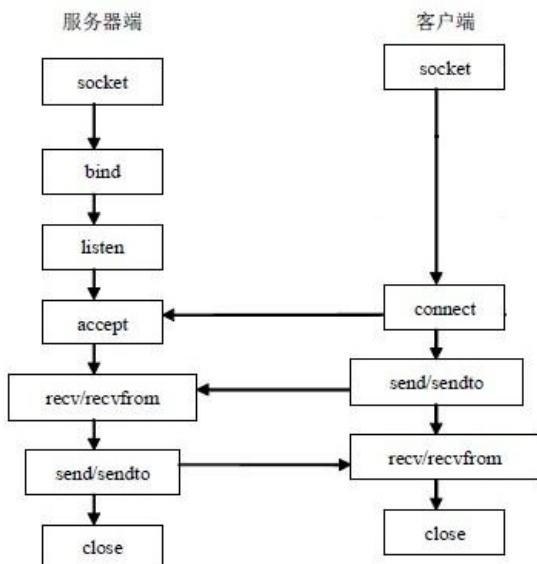 服务器端
客户端
socket
socket
bind
listen
accept
connect
recv/recvfrom
send/sendto
send/sendto
recv/recvfrom
close
close